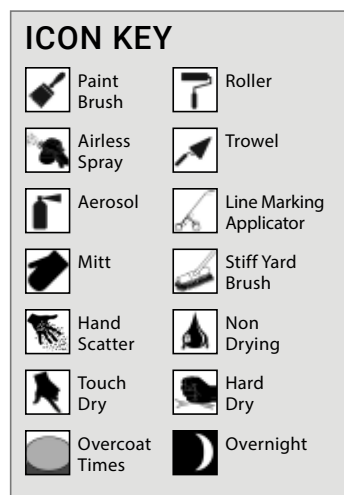 ICON KEY
Paint
Brush
Roller
Airless
Spray
Trowel
Aerosol
Line Marking
Applicator
Mitt
Stiff Yard
Brush
Hand
Scatter
Non
Drying
Touch
Dry
Hard
Dry
Overcoat
Times
Overnight